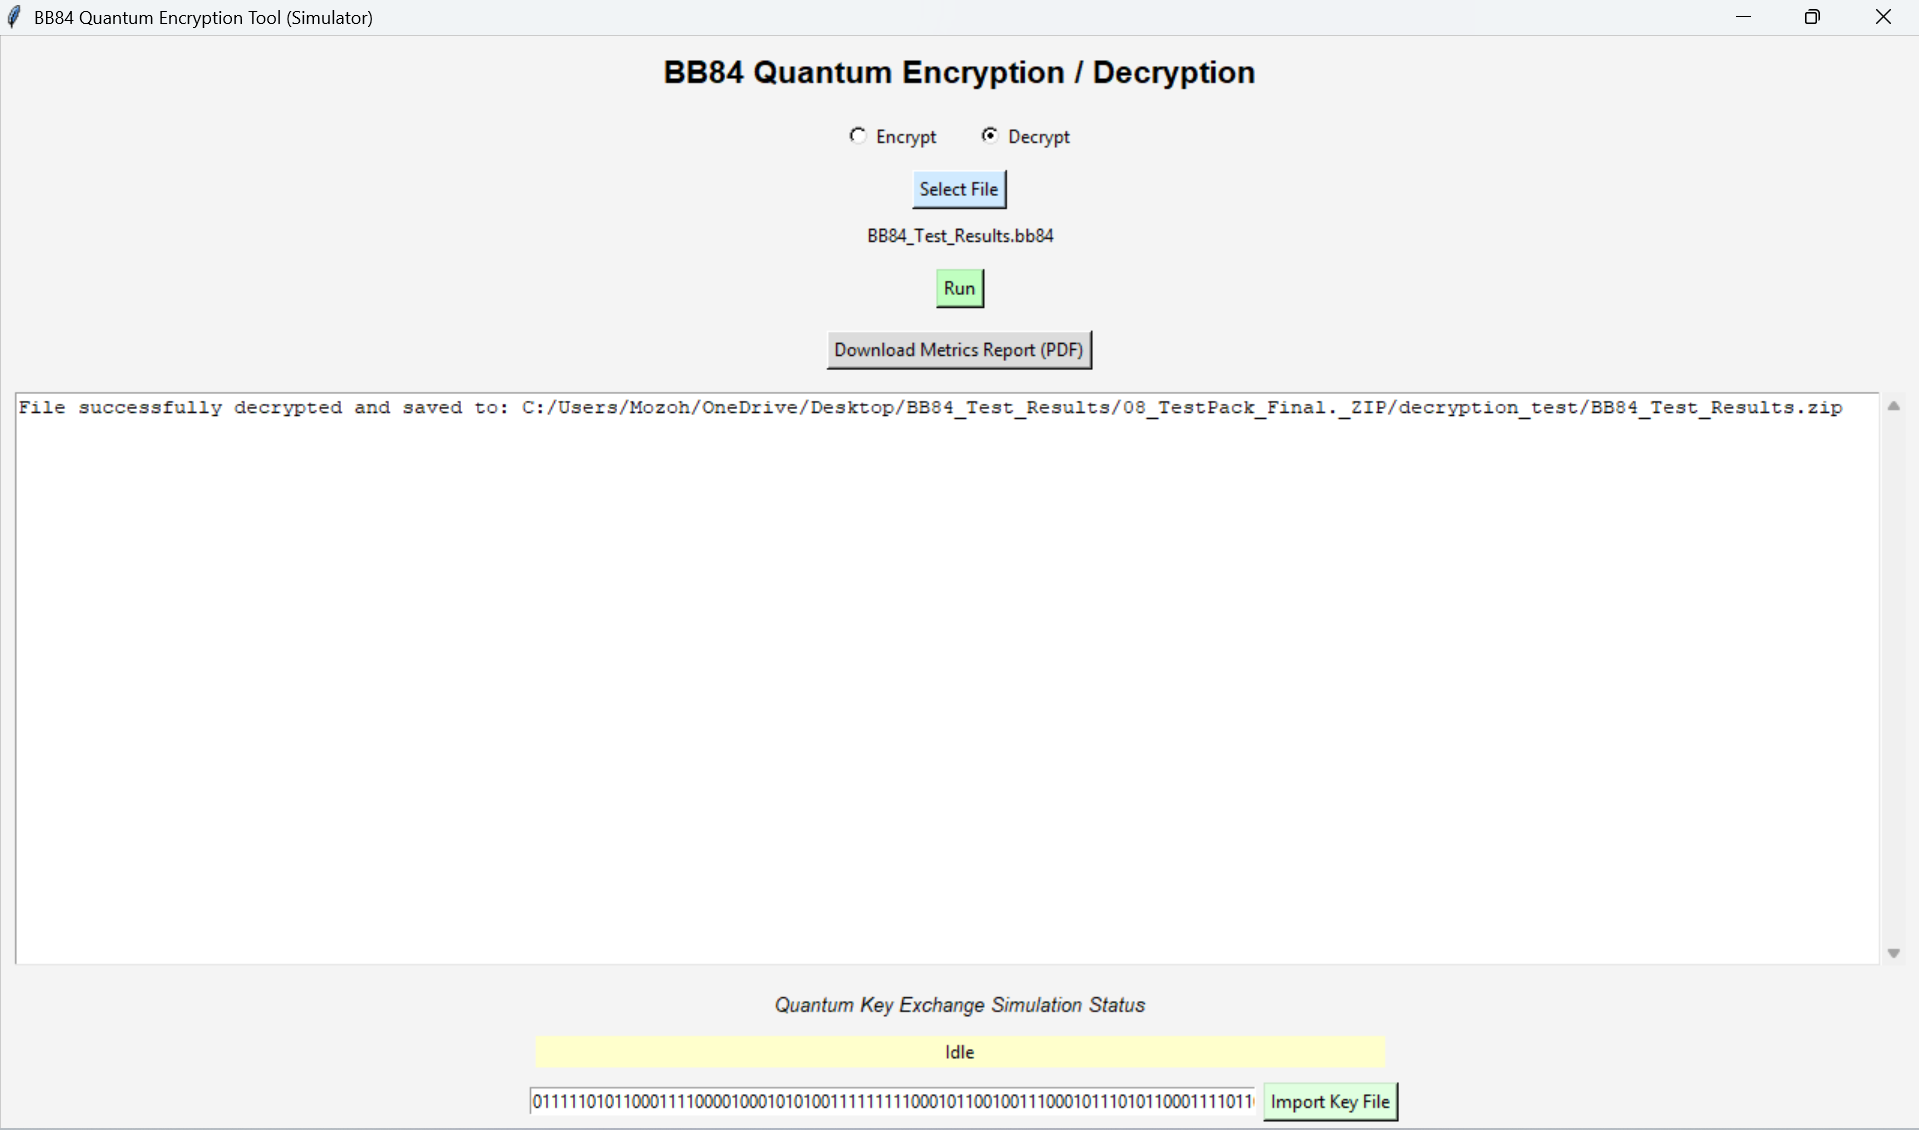 BB84 Quantum Encryption Tool (Simulator)
BB84 Quantum Encryption / Decryption
Encrypt Decrypt
Select File
BB84_Test_Results.bb84
Run
Download Metrics Report (PDF)
File successfully decrypted and saved to: C:/Users/Mozoh/OneDrive/Desktop/BB84_Test_Results/08_TestPack_Final._ZIP/decryption_test/BB84_Test_Results.zip
Quantum Key Exchange Simulation Status
Idle
Import Key File